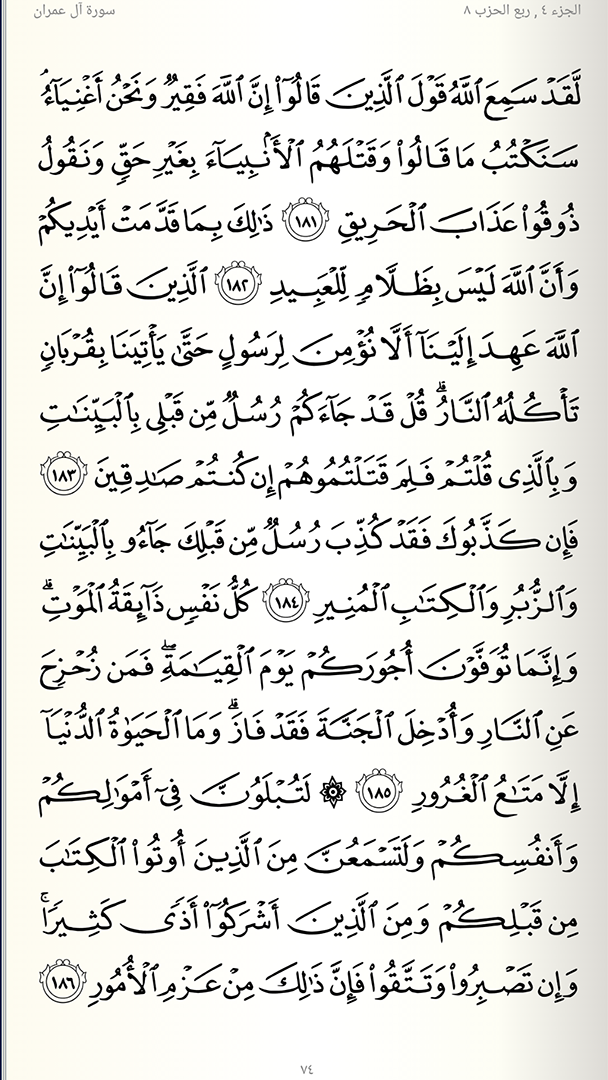 الجزء ٤ , ربع الحزب ٨
سورة آل عمران
لَّقَدۡ سَمِعَ ٱللَّهُ قَوۡلَ ٱلَّذِينَ قَالُوٓاْ إِنَّ ٱللَّهَ فَقِيرٞ وَنَحۡنُ أَغۡنِيَآءُۘ
سَنَكۡتُبُ مَا قَالُواْ وَقَتۡلَهُمُ ٱلۡأَنۢبِيَآءَ بِغَيۡرِ حَقّٖ وَنَقُولُ
ذُوقُواْ عَذَابَ ٱلۡحَرِيقِ ١٨١ ذَٰلِكَ بِمَا قَدَّمَتۡ أَيۡدِيكُمۡ
وَأَنَّ ٱللَّهَ لَيۡسَ بِظَلَّامٖ لِّلۡعَبِيدِ ١٨٢ ٱلَّذِينَ قَالُوٓاْ إِنَّ
ٱللَّهَ عَهِدَ إِلَيۡنَآ أَلَّا نُؤۡمِنَ لِرَسُولٍ حَتَّىٰ يَأۡتِيَنَا بِقُرۡبَانٖ
تَأۡكُلُهُ ٱلنَّارُۗ قُلۡ قَدۡ جَآءَكُمۡ رُسُلٞ مِّن قَبۡلِي بِٱلۡبَيِّنَٰتِ
وَبِٱلَّذِي قُلۡتُمۡ فَلِمَ قَتَلۡتُمُوهُمۡ إِن كُنتُمۡ صَٰدِقِينَ ١٨٣
فَإِن كَذَّبُوكَ فَقَدۡ كُذِّبَ رُسُلٞ مِّن قَبۡلِكَ جَآءُو بِٱلۡبَيِّنَٰتِ
وَٱلزُّبُرِ وَٱلۡكِتَٰبِ ٱلۡمُنِيرِ ١٨٤ كُلُّ نَفۡسٖ ذَآئِقَةُ ٱلۡمَوۡتِۗ
وَإِنَّمَا تُوَفَّوۡنَ أُجُورَكُمۡ يَوۡمَ ٱلۡقِيَٰمَةِۖ فَمَن زُحۡزِحَ
عَنِ ٱلنَّارِ وَأُدۡخِلَ ٱلۡجَنَّةَ فَقَدۡ فَازَۗ وَمَا ٱلۡحَيَوٰةُ ٱلدُّنۡيَآ
إِلَّا مَتَٰعُ ٱلۡغُرُورِ ١٨٥ ۞ لَتُبۡلَوُنَّ فِيٓ أَمۡوَٰلِكُمۡ
وَأَنفُسِكُمۡ وَلَتَسۡمَعُنَّ مِنَ ٱلَّذِينَ أُوتُواْ ٱلۡكِتَٰبَ
مِن قَبۡلِكُمۡ وَمِنَ ٱلَّذِينَ أَشۡرَكُوٓاْ أَذٗى كَثِيرٗاۚ
وَإِن تَصۡبِرُواْ وَتَتَّقُواْ فَإِنَّ ذَٰلِكَ مِنۡ عَزۡمِ ٱلۡأُمُورِ ١٨٦
٧٤